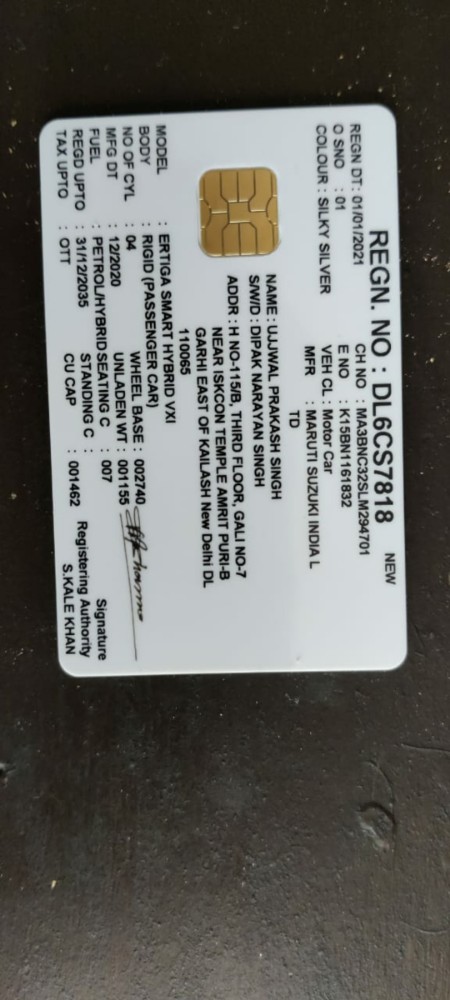 REGN. NO : DL6CS7818 NEW
REGN DT : 01/01/2021 CH NO : MA3BNC32SLM294701
O SNO : 01 E NO : K15BN1161832
COLOUR : SILKY SILVER VEH CL : Motor Car
MFR : MARUTI SUZUKI INDIA L
TD
NAME : UJJWAL PRAKASH SINGH
S/W/D : DIPAK NARAYAN SINGH
ADDR : H NO-115/B, THIRD FLOOR, GALI NO-7
NEAR ISKCON TEMPLE AMRIT PURI-B
GARHI EAST OF KAILASH New Delhi DL
110065
MODEL : ERTIGA SMART HYBRID VXI
BODY : RIGID (PASSENGER CAR)
NO OF CYL : 04 WHEEL BASE : 002740
MFG DT : 12/2020 UNLADEN WT : 001155
FUEL : PETROL/HYBRID SEATING C : 007 Signature
REGD UPTO : 31/12/2035 STANDING C : Registering Authority
TAX UPTO : OTT CU CAP : 001462 S.KALE KHAN